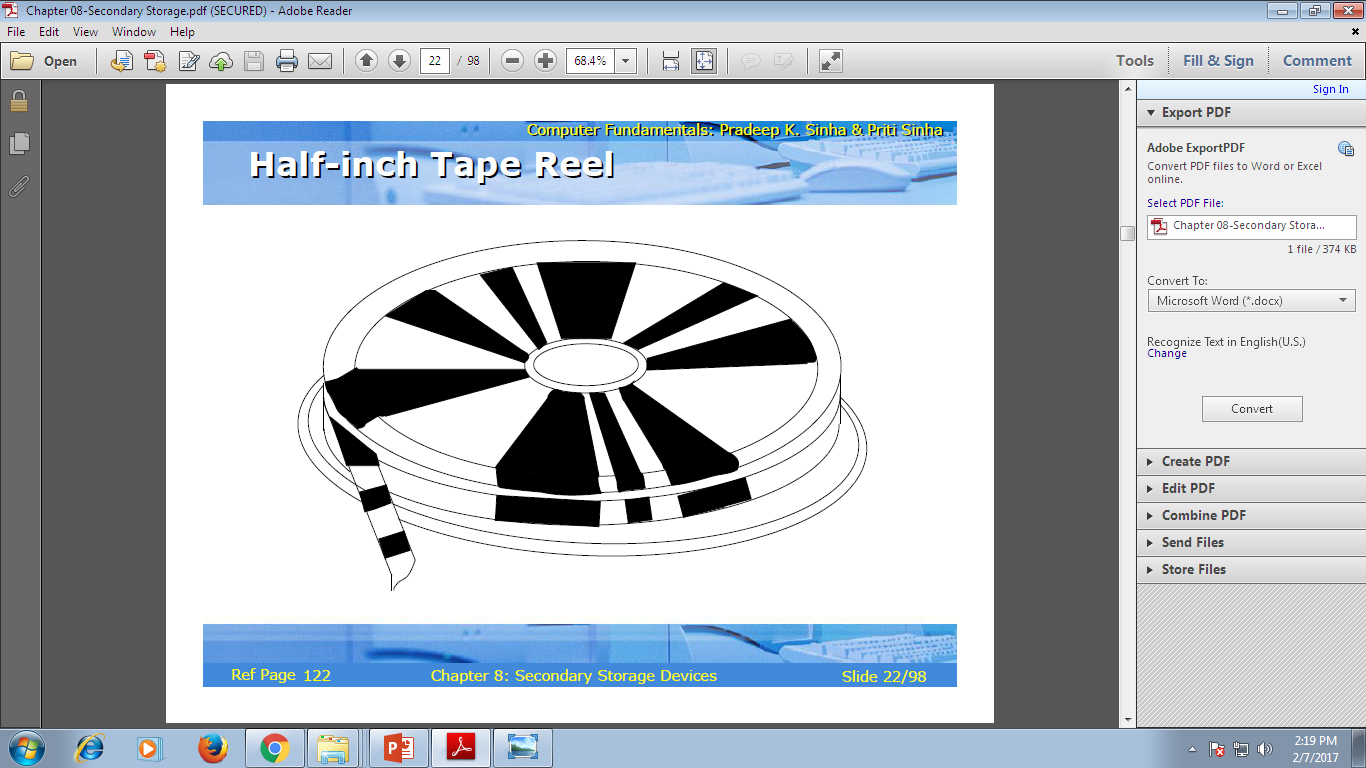 Chapter 08-Secondary Storage.pdf (SECURED) - Adobe Reader
File Edit View Window Help
Open 22 / 98 68.4% Tools Fill & Sign Comment
Sign In
Export PDF
Adobe ExportPDF
Convert PDF files to Word or Excel
online.
Select PDF File:
Chapter 08-Secondary Stora...
1 file / 374 KB
Convert To:
Microsoft Word (*.docx)
Recognize Text in English(U.S.)
Change
Convert
Create PDF
Edit PDF
Combine PDF
Send Files
Store Files
Computer Fundamentals: Pradeep K. Sinha & Priti Sinha
Half-inch Tape Reel
Ref Page 122 Chapter 8: Secondary Storage Devices Slide 22/98
2:19 PM
2/7/2017